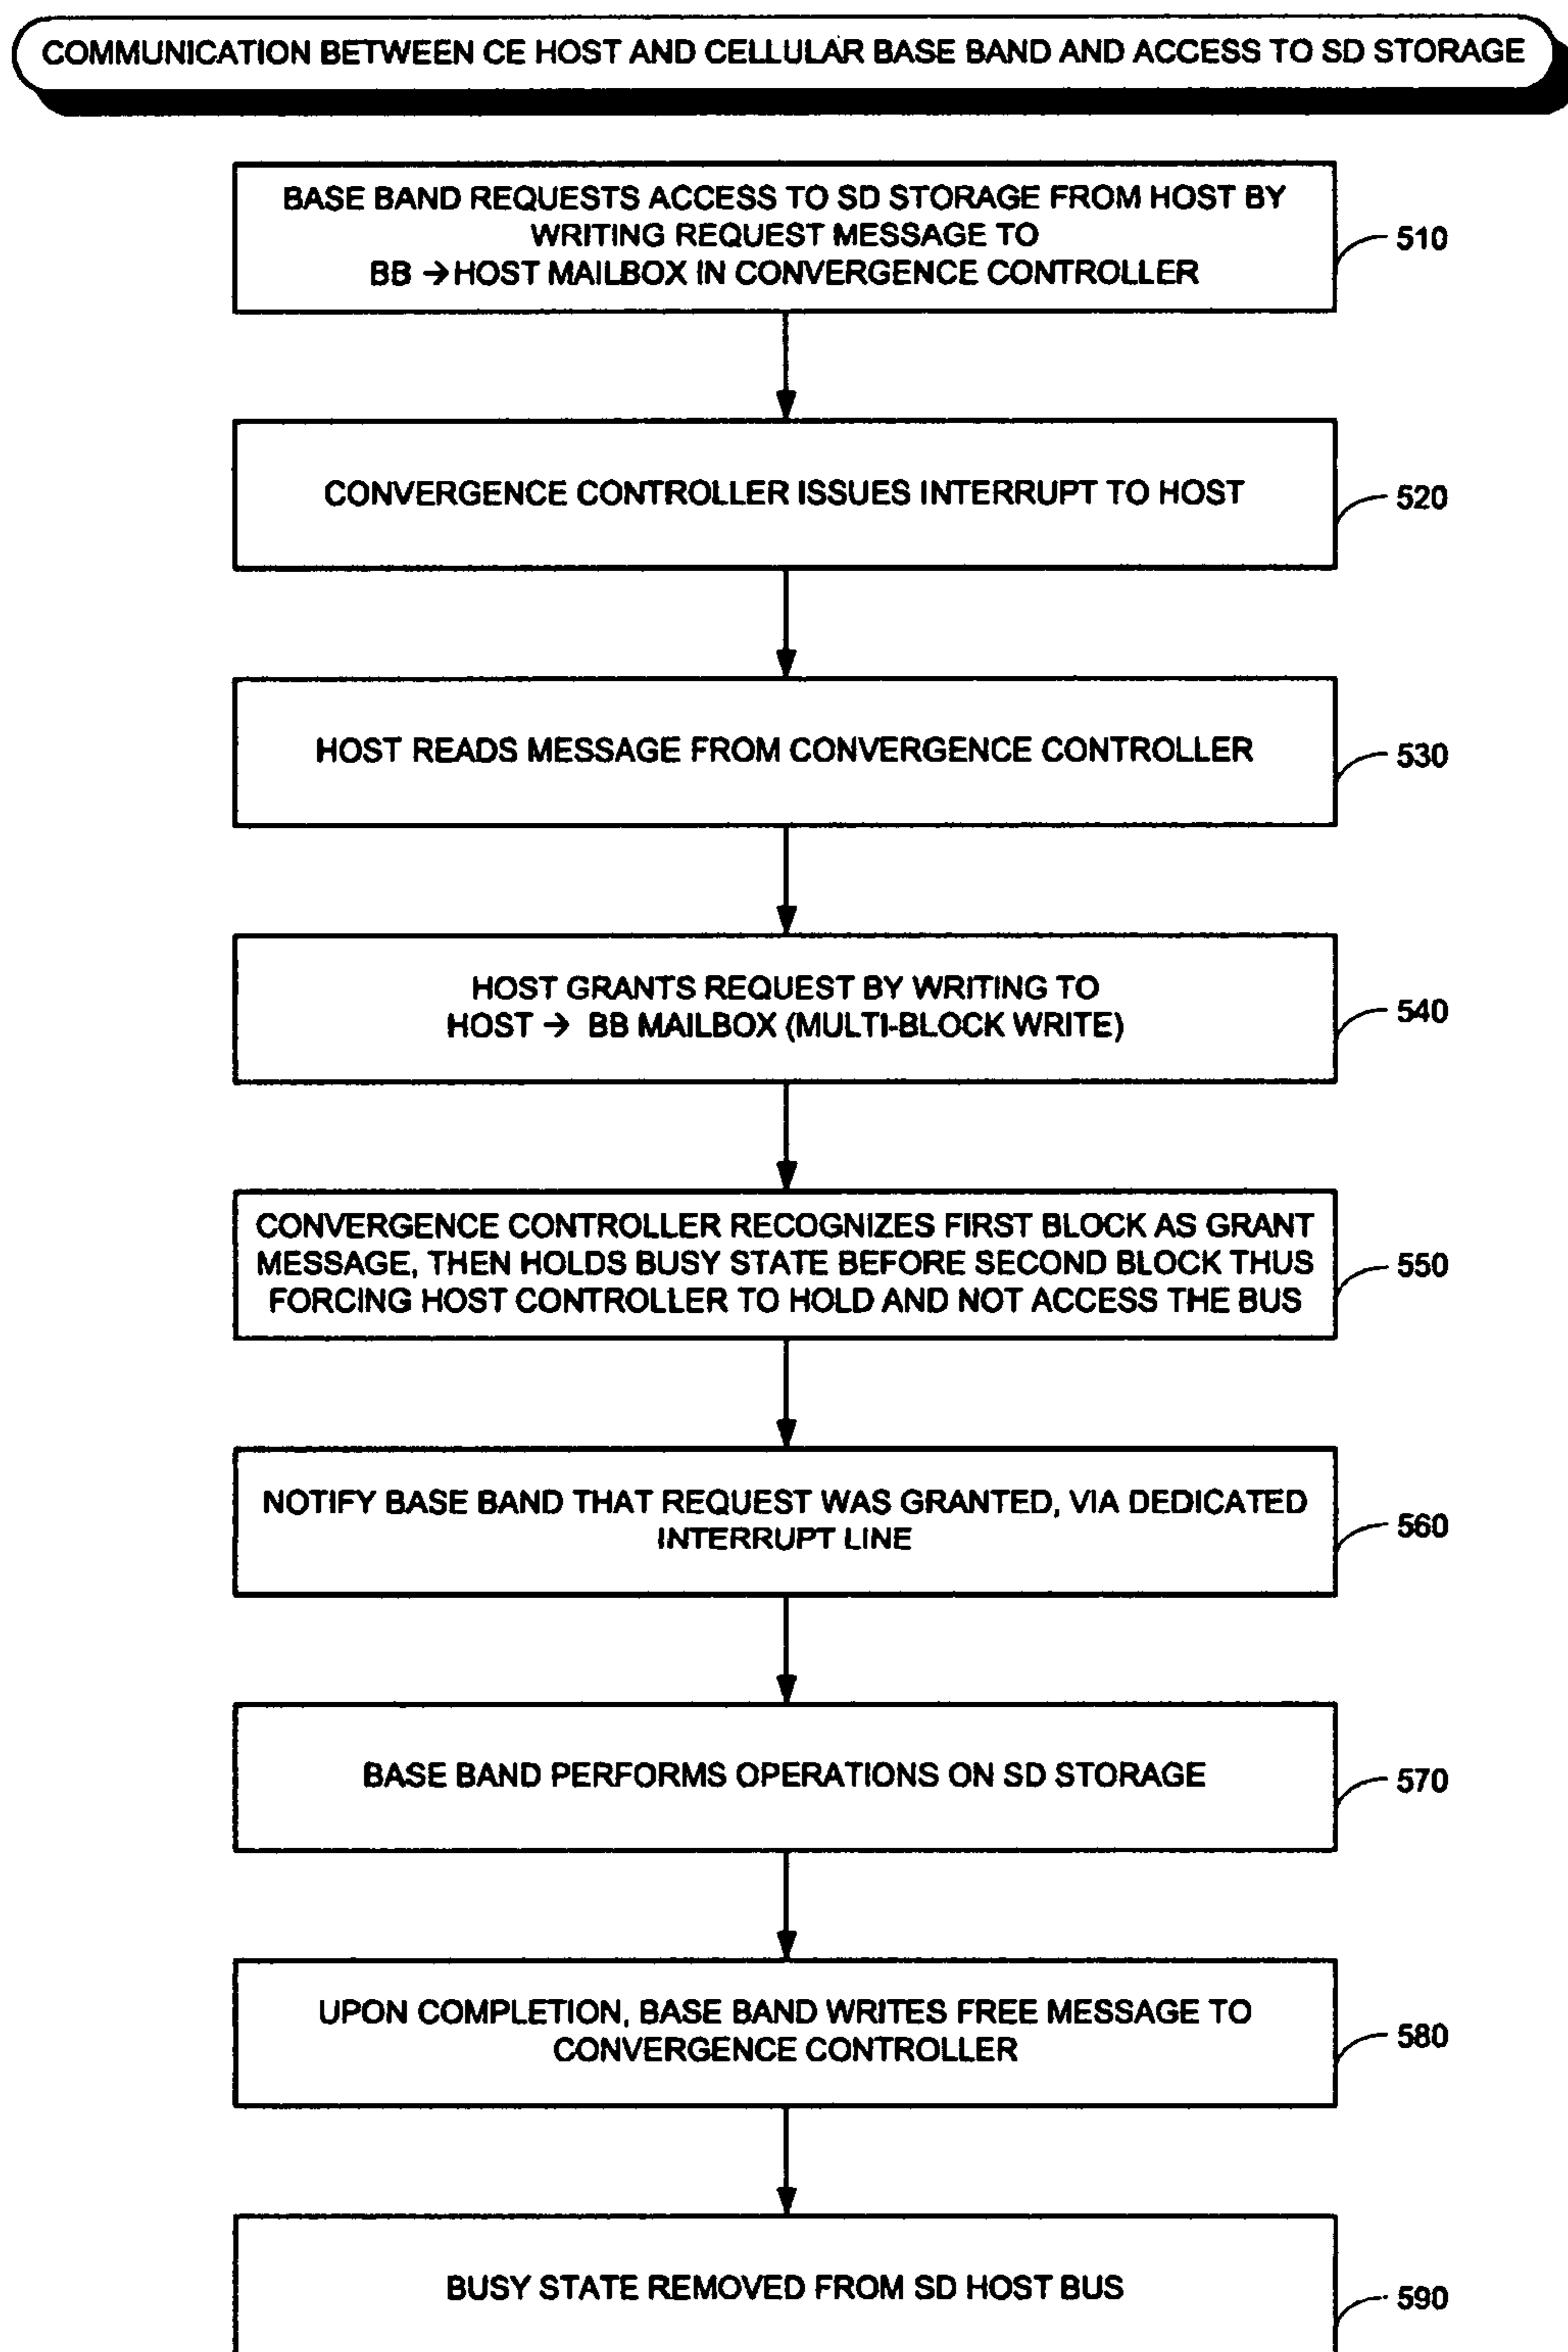 COMMUNICATION BETWEEN CE HOST AND CELLULAR BASE BAND AND ACCESS TO SD STORAGE
BASE BAND REQUESTS ACCESS TO SD STORAGE FROM HOST BY
WRITING REQUEST MESSAGE TO
BB → HOST MAILBOX IN CONVERGENCE CONTROLLER
510
CONVERGENCE CONTROLLER ISSUES INTERRUPT TO HOST
520
HOST READS MESSAGE FROM CONVERGENCE CONTROLLER
530
HOST GRANTS REQUEST BY WRITING TO
HOST → BB MAILBOX (MULTI-BLOCK WRITE)
540
CONVERGENCE CONTROLLER RECOGNIZES FIRST BLOCK AS GRANT
MESSAGE, THEN HOLDS BUSY STATE BEFORE SECOND BLOCK THUS
FORCING HOST CONTROLLER TO HOLD AND NOT ACCESS THE BUS
550
NOTIFY BASE BAND THAT REQUEST WAS GRANTED, VIA DEDICATED
INTERRUPT LINE
560
BASE BAND PERFORMS OPERATIONS ON SD STORAGE
570
UPON COMPLETION, BASE BAND WRITES FREE MESSAGE TO
CONVERGENCE CONTROLLER
580
BUSY STATE REMOVED FROM SD HOST BUS
590